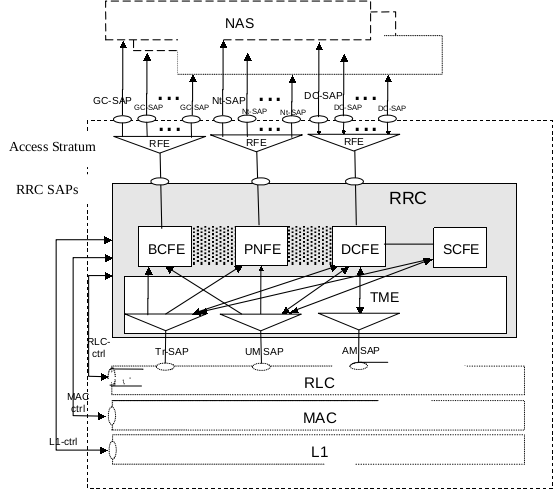 NAS
GC-SAP
GC-SAP
GC-SAP
Nt-SAP
Nt-SAP
Nt-SAP
DC-SAP
DC-SAP
DC-SAP
Access Stratum
RFE
RFE
RFE
RRC SAPs
RRC
BCFE
PNFE
DCFE
SCFE
TME
RLC-
ctrl
Tr-SAP
UM SAP
AM SAP
RLC
MAC
ctrl
MAC
L1-ctrl
L1